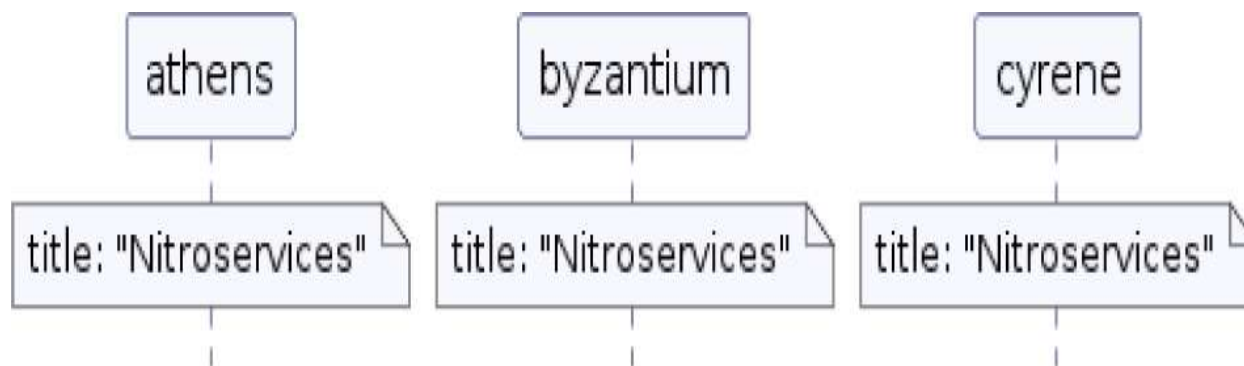 athens byzantium cyrene
title: "Nitroservices" title: "Nitroservices" title: "Nitroservices"